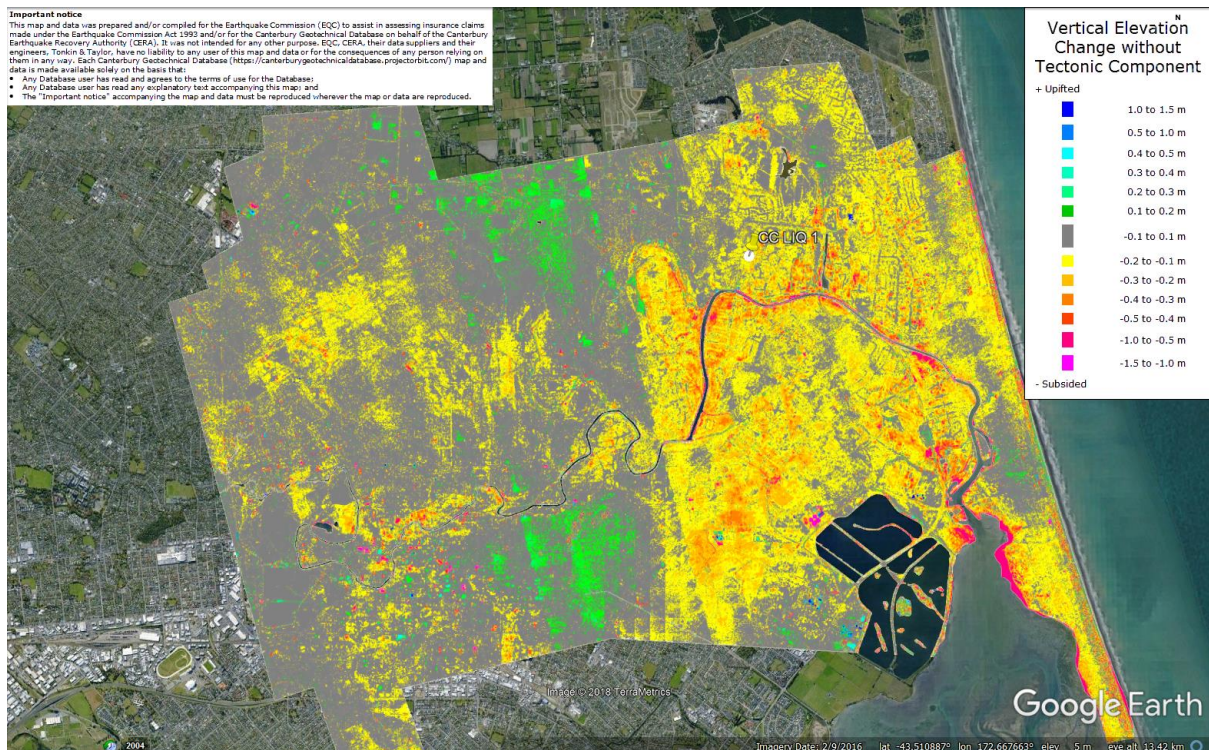 Important notice
This map and data was prepared and/or compiled for the Earthquake Commission (EQC) to assist in assessing insurance claims
made under the Earthquake Commission Act 1993 and/or for the Canterbury Geotechnical Database on behalf of the Canterbury
Earthquake Recovery Authority (CERA). It was not intended for any other purpose. EQC, CERA, their data suppliers and their
engineers, Tonkin & Taylor, have no liability to any user of this map and data or for the consequences of any person relying on
them in any way. Each Canterbury Geotechnical Database (https://canterburygeotechnicaldatabase.projectorbit.com/) map and
data is made available solely on the basis that:
• Any Database user has read and agrees to the terms of use for the Database;
• Any Database user has read any explanatory text accompanying this map; and
• The "Important notice" accompanying the map and data must be reproduced wherever the map or data are reproduced.
N
Vertical Elevation
Change without
Tectonic Component
+ Upifted
1.0 to 1.5 m
0.5 to 1.0 m
0.4 to 0.5 m
0.3 to 0.4 m
0.2 to 0.3 m
0.1 to 0.2 m
-0.1 to 0.1 m
-0.2 to -0.1 m
-0.3 to -0.2 m
-0.4 to -0.3 m
-0.5 to -0.4 m
-1.0 to -0.5 m
-1.5 to -1.0 m
- Subsided
CC LIQ 1
Image © 2018 TerraMetrics
Google Earth
2004
Imagery Date: 2/9/2016 lat -43.510887° lon 172.667663° elev 5 m eye alt 13.42 km